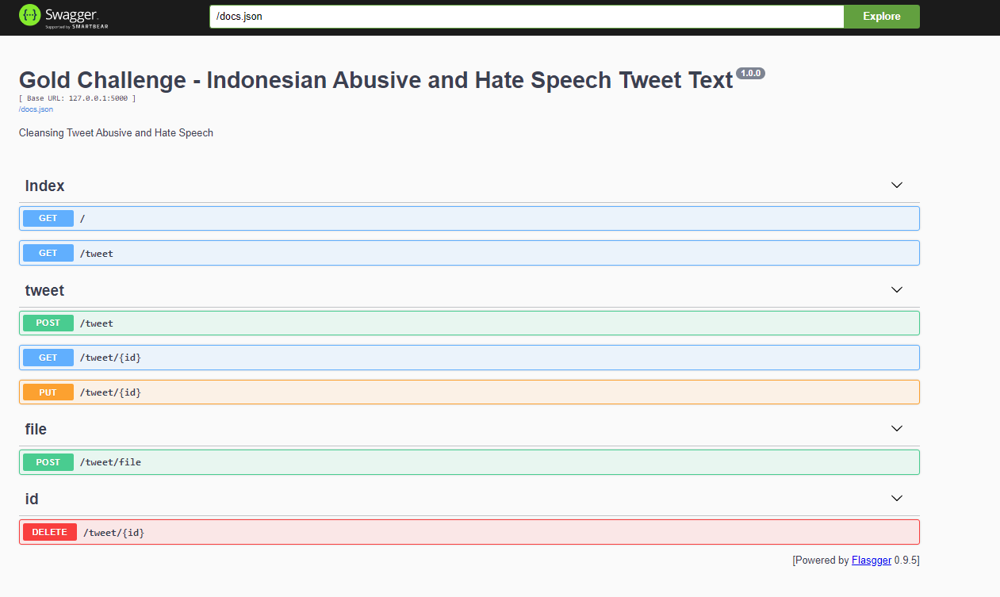 Swagger.
Supported by SMARTBEAR
/docs.json
Explore
Gold Challenge - Indonesian Abusive and Hate Speech Tweet Text 1.0.0
[ Base URL: 127.0.0.1:5000 ]
/docs.json
Cleansing Tweet Abusive and Hate Speech
Index
GET /
GET /tweet
tweet
POST /tweet
GET /tweet/{id}
PUT /tweet/{id}
file
POST /tweet/file
id
DELETE /tweet/{id}
[Powered by Flasgger 0.9.5]